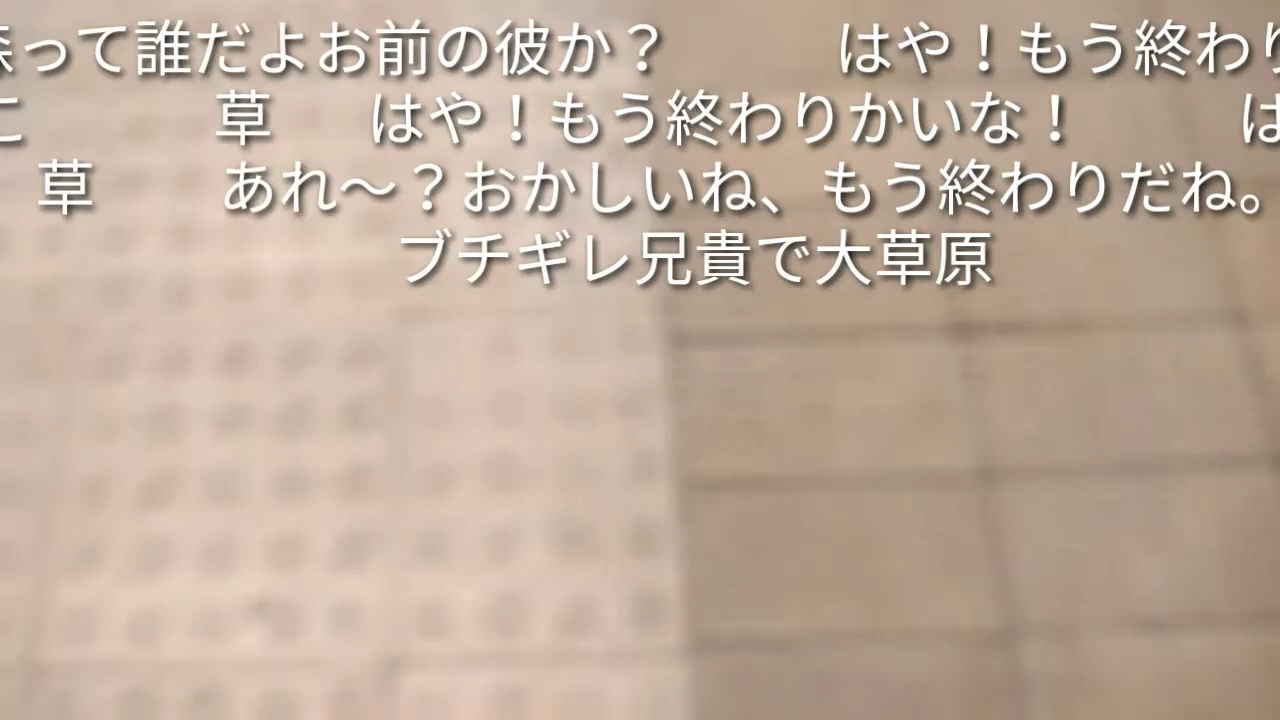 って誰だよお前の彼か？ はや！もう終わり
こ 草 はや！もう終わりかいな！ は
草 あれ～？おかしいね、もう終わりだね。
ブチギレ兄貴で大草原